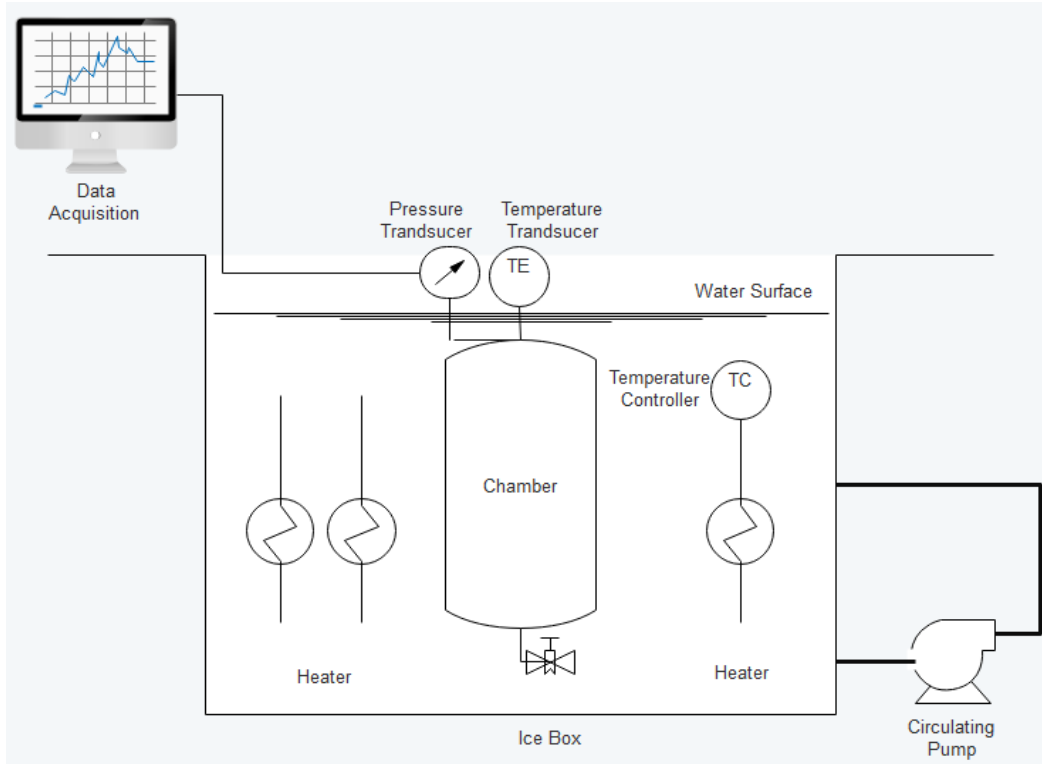 Data
Acquisition
Pressure
Trandsucer
Temperature
Trandsucer
TE
Water Surface
Temperature
Controller
TC
Chamber
Heater
Heater
Ice Box
Circulating
Pump